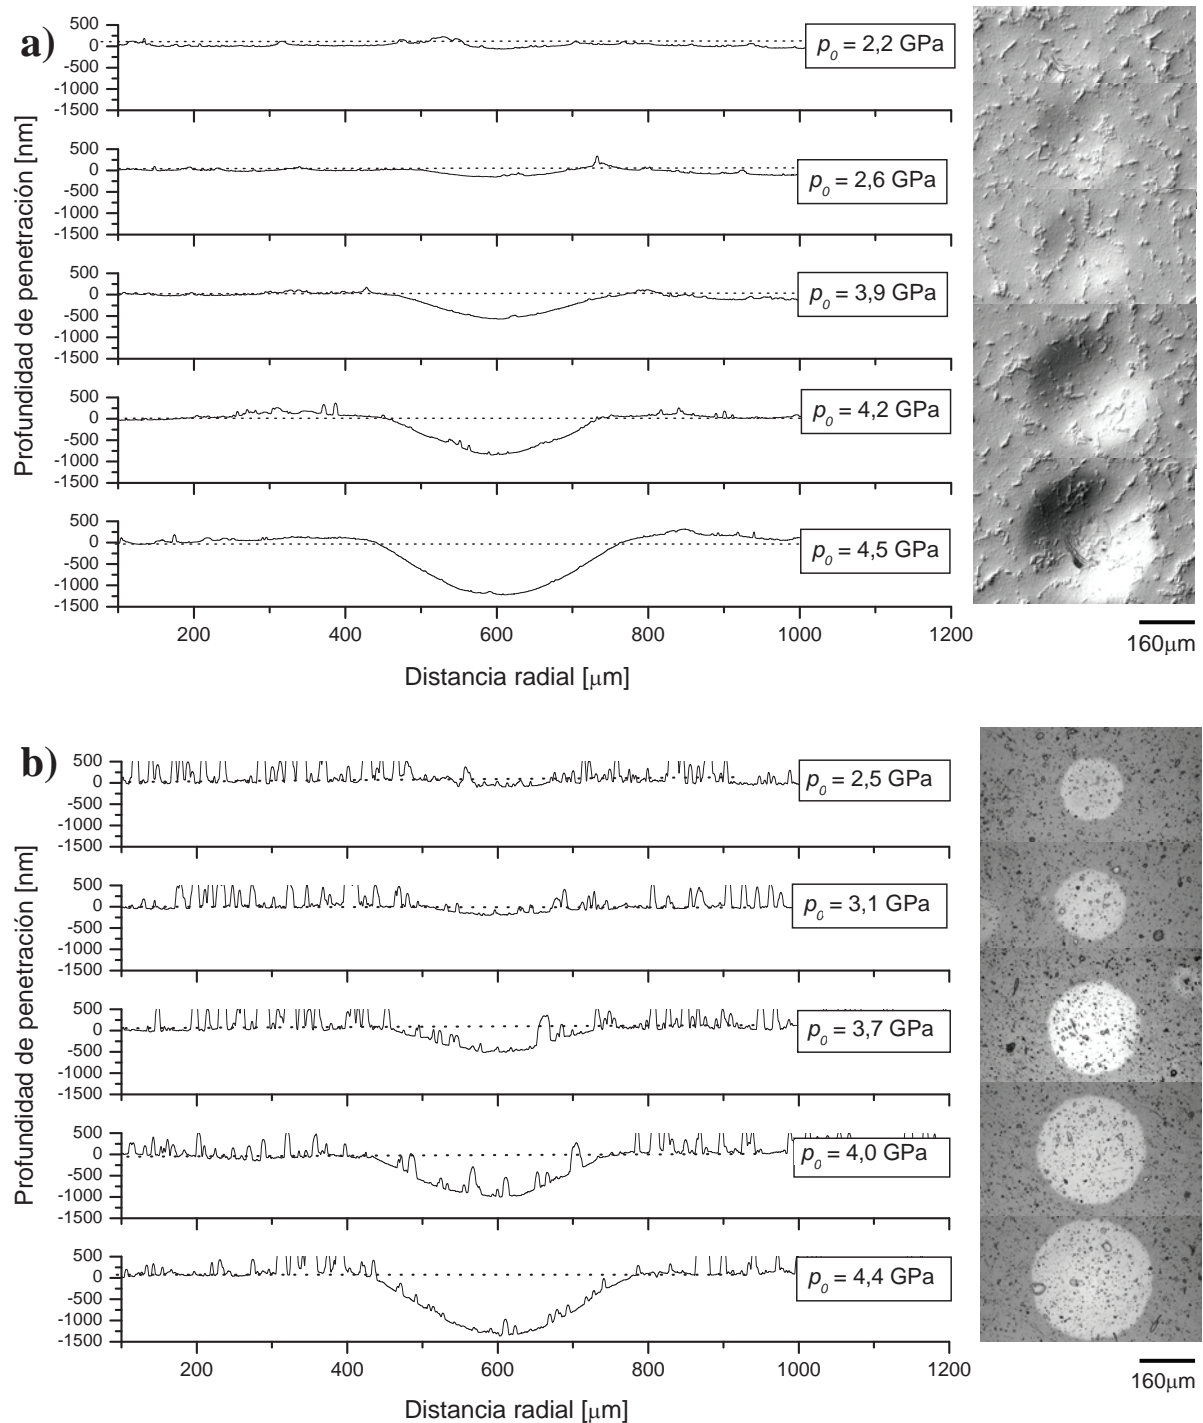 a)
Profundidad de penetración [nm]
500
0
-500
-1000
-1500
p0 = 2,2 GPa
500
0
-500
-1000
-1500
p0 = 2,6 GPa
500
0
-500
-1000
-1500
p0 = 3,9 GPa
500
0
-500
-1000
-1500
p0 = 4,2 GPa
500
0
-500
-1000
-1500
p0 = 4,5 GPa
200 400 600 800 1000 1200
Distancia radial [μm]
160μm
b)
Profundidad de penetración [nm]
500
0
-500
-1000
-1500
p0 = 2,5 GPa
500
0
-500
-1000
-1500
p0 = 3,1 GPa
500
0
-500
-1000
-1500
p0 = 3,7 GPa
500
0
-500
-1000
-1500
p0 = 4,0 GPa
500
0
-500
-1000
-1500
p0 = 4,4 GPa
200 400 600 800 1000 1200
Distancia radial [μm]
160μm